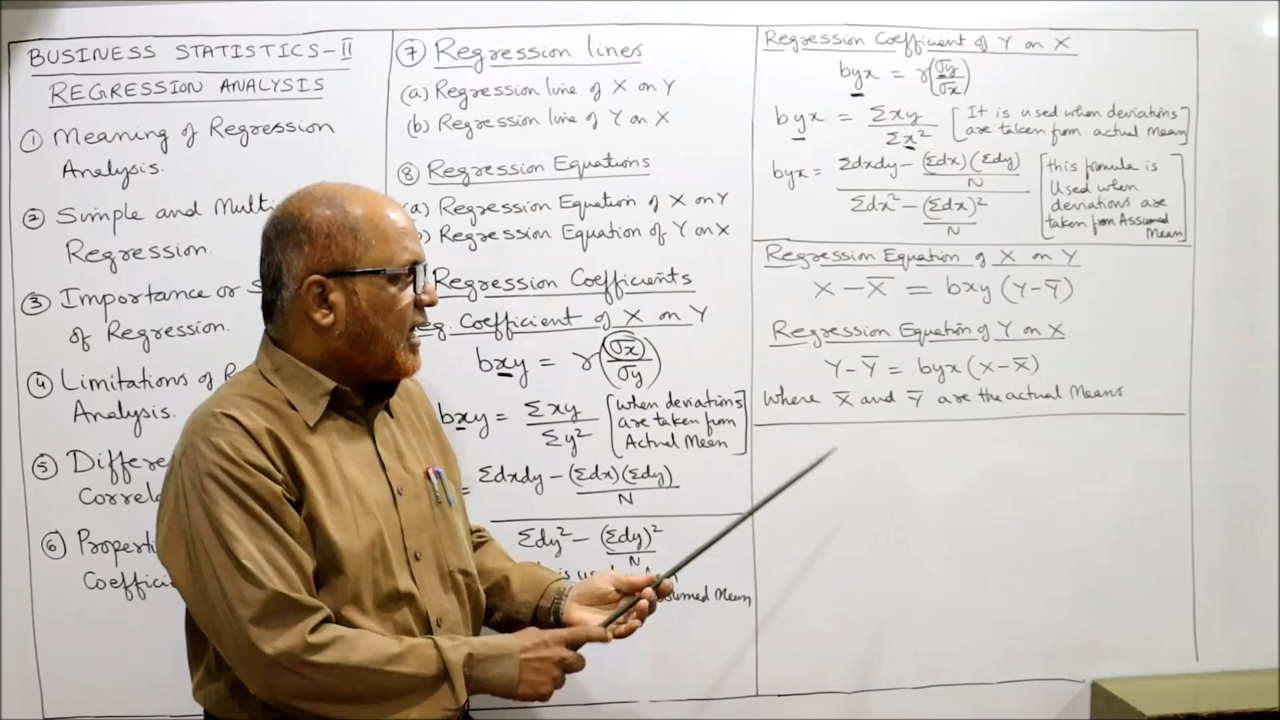 BUSINESS STATISTICS-II
REGRESSION ANALYSIS
① Meaning of Regression
Analysis.
② Simple and
Regression.
③ Importance or
of Regression.
④ Limitations of
Analysis.
⑤
⑥
⑦ Regression lines
(a) Regression line of X on Y
(b) Regression line of Y on X
⑧ Regression Equations
(a) Regression Equation of X on Y
Regression Equation of Y on X
Regression Coefficients
Coefficient of X on Y
bxy = r(σx/σy)
bxy = Σxy/Σy² [when deviations
are taken from
Actual Mean]
= Σdxdy - (Σdx)(Σdy)/N
Σdy² - (Σdy)²/N
Mean
Regression Coefficient of Y on X
byx = r(σy/σx)
byx = Σxy/Σx² [It is used when deviations
are taken from actual Mean]
byx = Σdxdy - (Σdx)(Σdy)/N
Σdx² - (Σdx)²/N
[this formula is
Used when
deviations are
taken from Assumed
Mean]
Regression Equation of X on Y
X - X̅ = bxy (Y - Y̅)
Regression Equation of Y on X
Y - Y̅ = byx (X - X̅)
Where X̅ and Y̅ are the actual Means